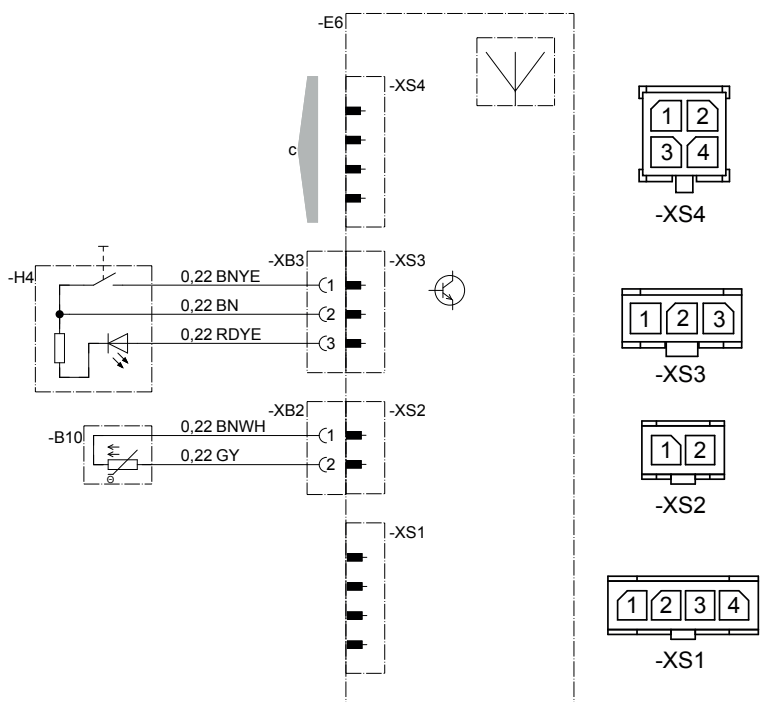 -E6
-XS4
c
1 2
3 4
-XS4
-H4
-XB3
-XS3
0,22 BNYE
1
0,22 BN
2
0,22 RDYE
3
1 2 3
-XS3
-B10
-XB2
-XS2
0,22 BNWH
1
0,22 GY
2
1 2
-XS2
-XS1
1 2 3 4
-XS1